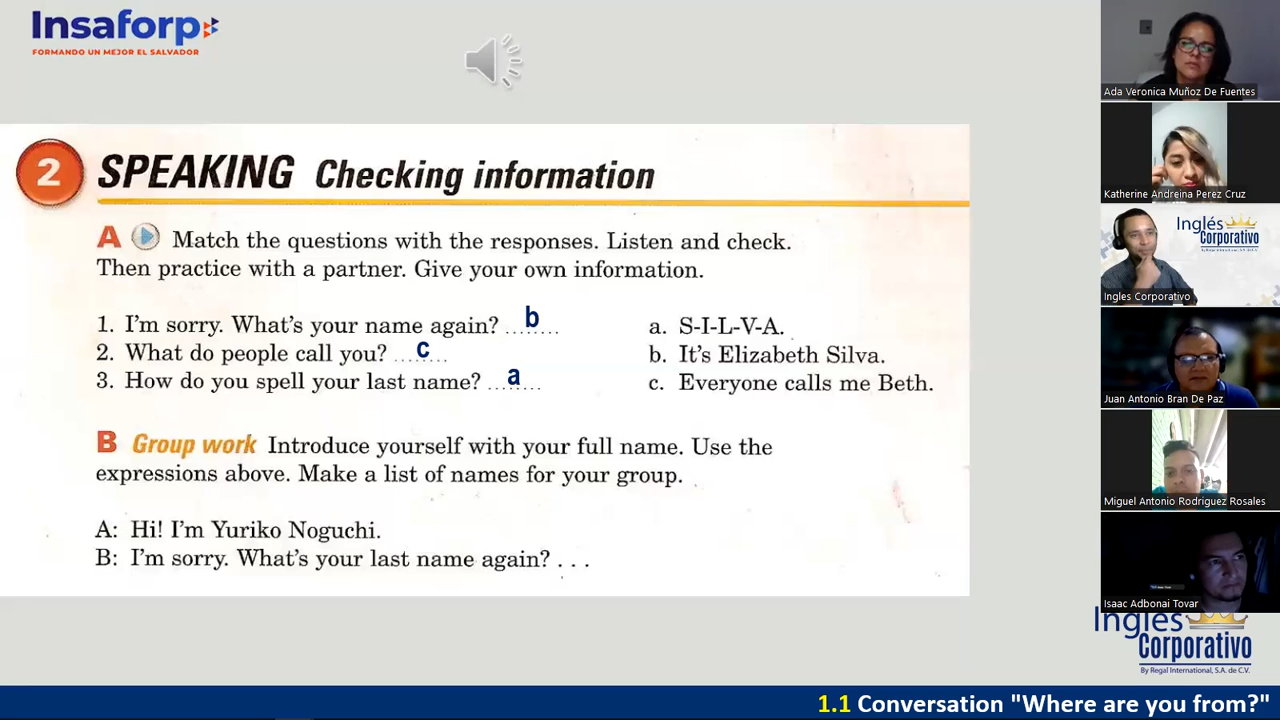 Insaforp
FORMANDO UN MEJOR EL SALVADOR
2 SPEAKING Checking information
A Match the questions with the responses. Listen and check.
Then practice with a partner. Give your own information.
1. I'm sorry. What's your name again? ........ b
2. What do people call you? ........ c
3. How do you spell your last name? ........ a
a. S-I-L-V-A.
b. It's Elizabeth Silva.
c. Everyone calls me Beth.
B Group work Introduce yourself with your full name. Use the
expressions above. Make a list of names for your group.
A: Hi! I'm Yuriko Noguchi.
B: I'm sorry. What's your last name again? . . .
Ada Veronica Muñoz De Fuentes
Katherine Andreina Perez Cruz
Inglés
Corporativo
Ingles Corporativo
Juan Antonio Bran De Paz
Miguel Antonio Rodriguez Rosales
Isaac Adbonai Tovar
Inglés
Corporativo
By Regal International, S.A. de C.V.
1.1 Conversation "Where are you from?"